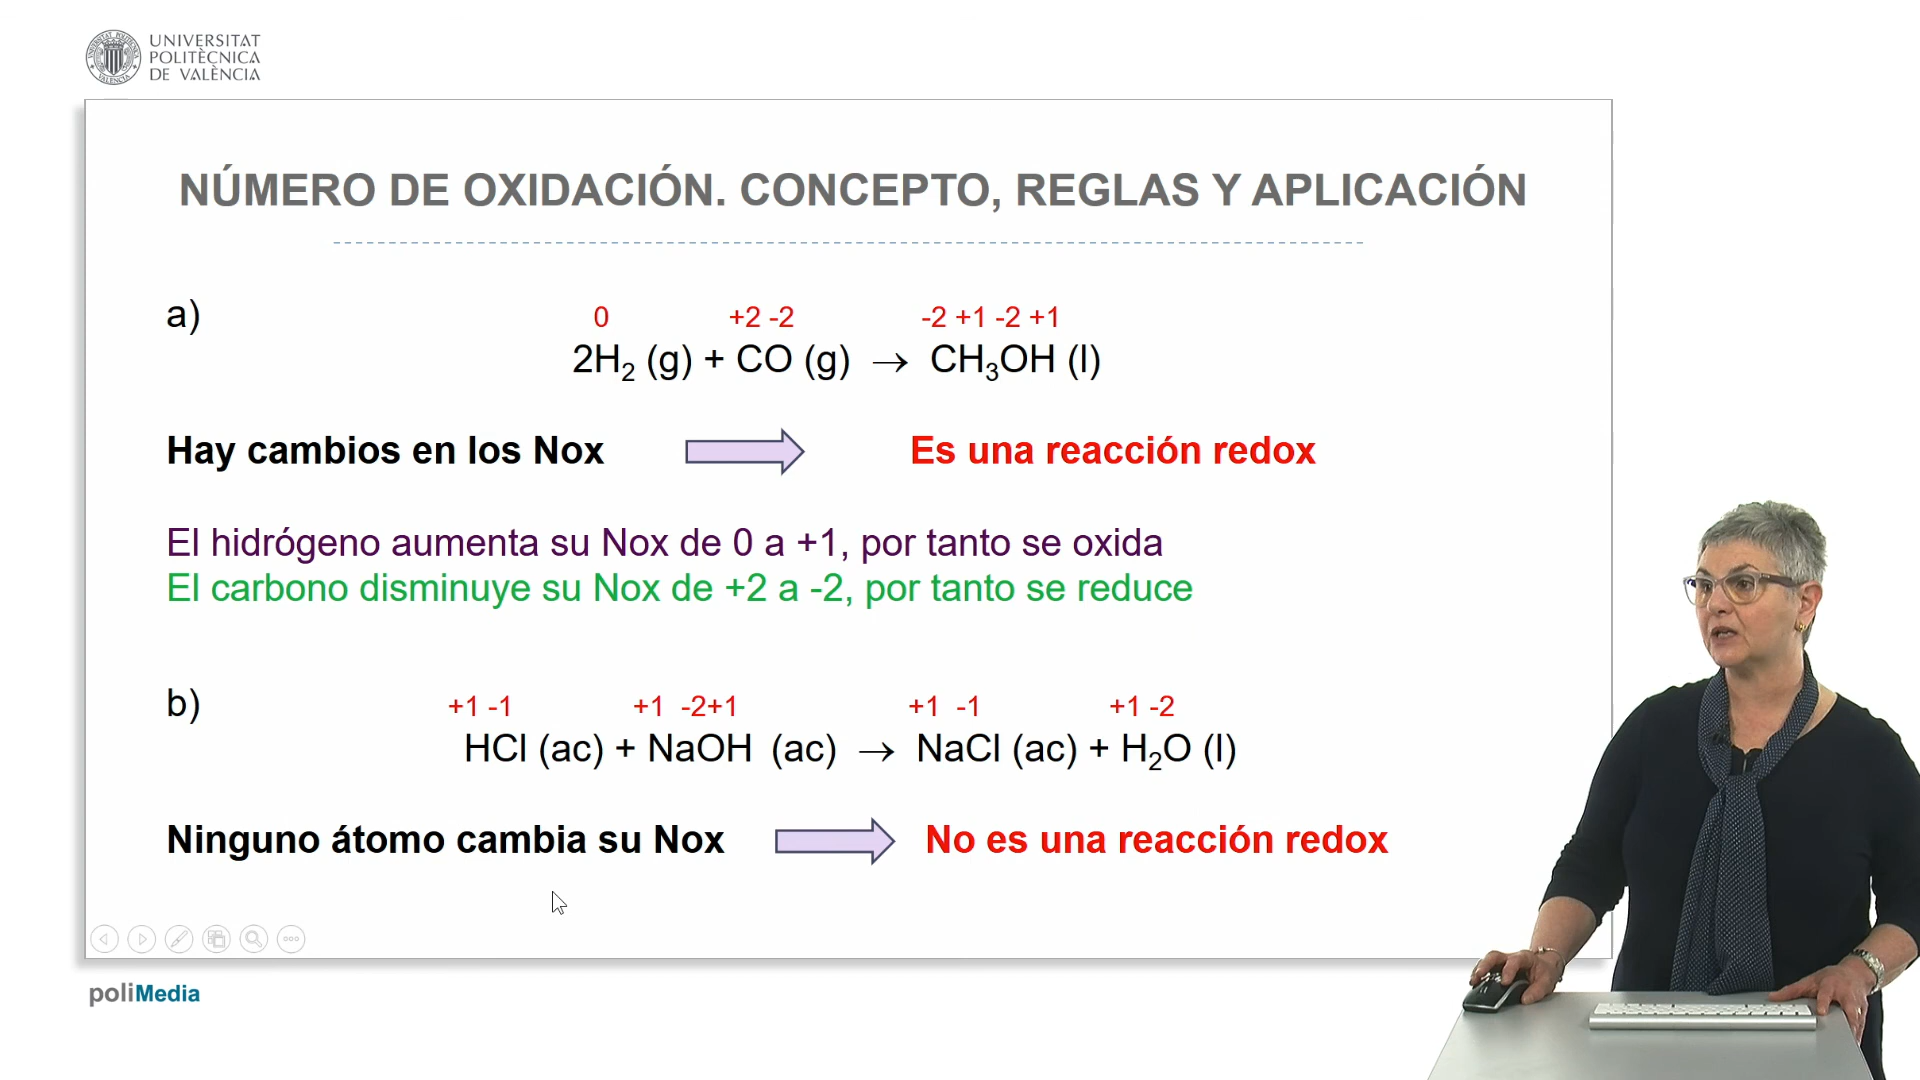 UNIVERSITAT
POLITÈCNICA
DE VALÈNCIA
NÚMERO DE OXIDACIÓN. CONCEPTO, REGLAS Y APLICACIÓN
a)
0 +2 -2 -2 +1 -2 +1
2H₂ (g) + CO (g) → CH₃OH (l)
Hay cambios en los Nox Es una reacción redox
El hidrógeno aumenta su Nox de 0 a +1, por tanto se oxida
El carbono disminuye su Nox de +2 a -2, por tanto se reduce
b)
+1 -1 +1 -2+1 +1 -1 +1 -2
HCl (ac) + NaOH (ac) → NaCl (ac) + H₂O (l)
Ninguno átomo cambia su Nox No es una reacción redox
poliMedia